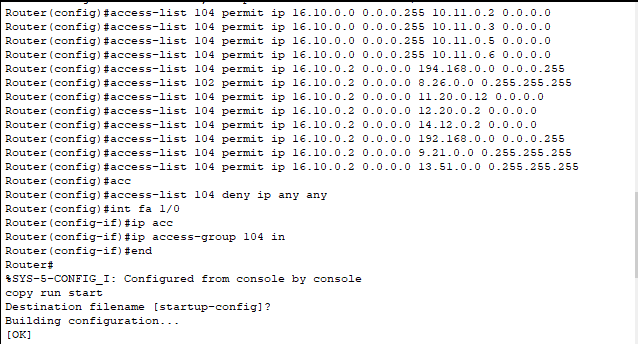 Router(config)#access-list 104 permit ip 16.10.0.0 0.0.0.255 10.11.0.2 0.0.0.0
Router(config)#access-list 104 permit ip 16.10.0.0 0.0.0.255 10.11.0.3 0.0.0.0
Router(config)#access-list 104 permit ip 16.10.0.0 0.0.0.255 10.11.0.5 0.0.0.0
Router(config)#access-list 104 permit ip 16.10.0.0 0.0.0.255 10.11.0.6 0.0.0.0
Router(config)#access-list 104 permit ip 16.10.0.2 0.0.0.0 194.168.0.0 0.0.0.255
Router(config)#access-list 102 permit ip 16.10.0.2 0.0.0.0 8.26.0.0 0.255.255.255
Router(config)#access-list 104 permit ip 16.10.0.2 0.0.0.0 11.20.0.12 0.0.0.0
Router(config)#access-list 104 permit ip 16.10.0.2 0.0.0.0 12.20.0.2 0.0.0.0
Router(config)#access-list 104 permit ip 16.10.0.2 0.0.0.0 14.12.0.2 0.0.0.0
Router(config)#access-list 104 permit ip 16.10.0.2 0.0.0.0 192.168.0.0 0.0.0.255
Router(config)#access-list 104 permit ip 16.10.0.2 0.0.0.0 9.21.0.0 0.255.255.255
Router(config)#access-list 104 permit ip 16.10.0.2 0.0.0.0 13.51.0.0 0.255.255.255
Router(config)#acc
Router(config)#access-list 104 deny ip any any
Router(config)#int fa 1/0
Router(config-if)#ip acc
Router(config-if)#ip access-group 104 in
Router(config-if)#end
Router#
%SYS-5-CONFIG_I: Configured from console by console
copy run start
Destination filename [startup-config]?
Building configuration...
[OK]